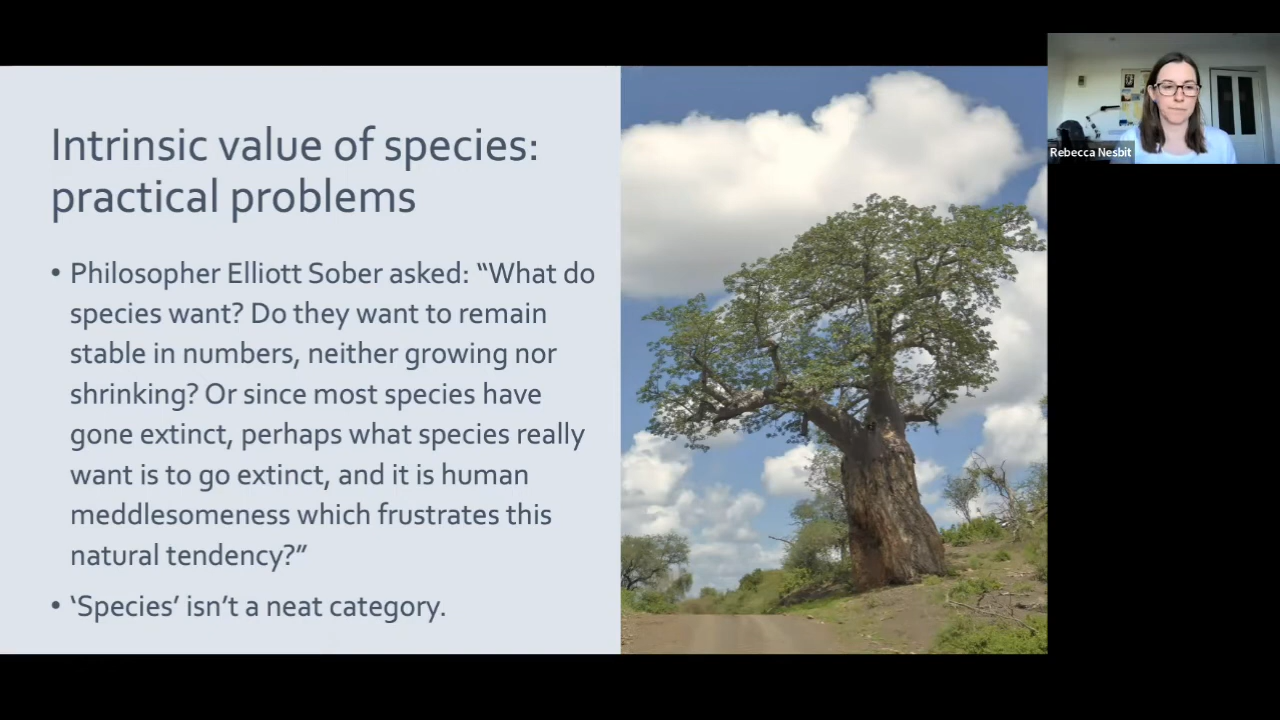 Intrinsic value of species:
practical problems
• Philosopher Elliott Sober asked: “What do
species want? Do they want to remain
stable in numbers, neither growing nor
shrinking? Or since most species have
gone extinct, perhaps what species really
want is to go extinct, and it is human
meddlesomeness which frustrates this
natural tendency?”
• ‘Species’ isn’t a neat category.
Rebecca Nesbit